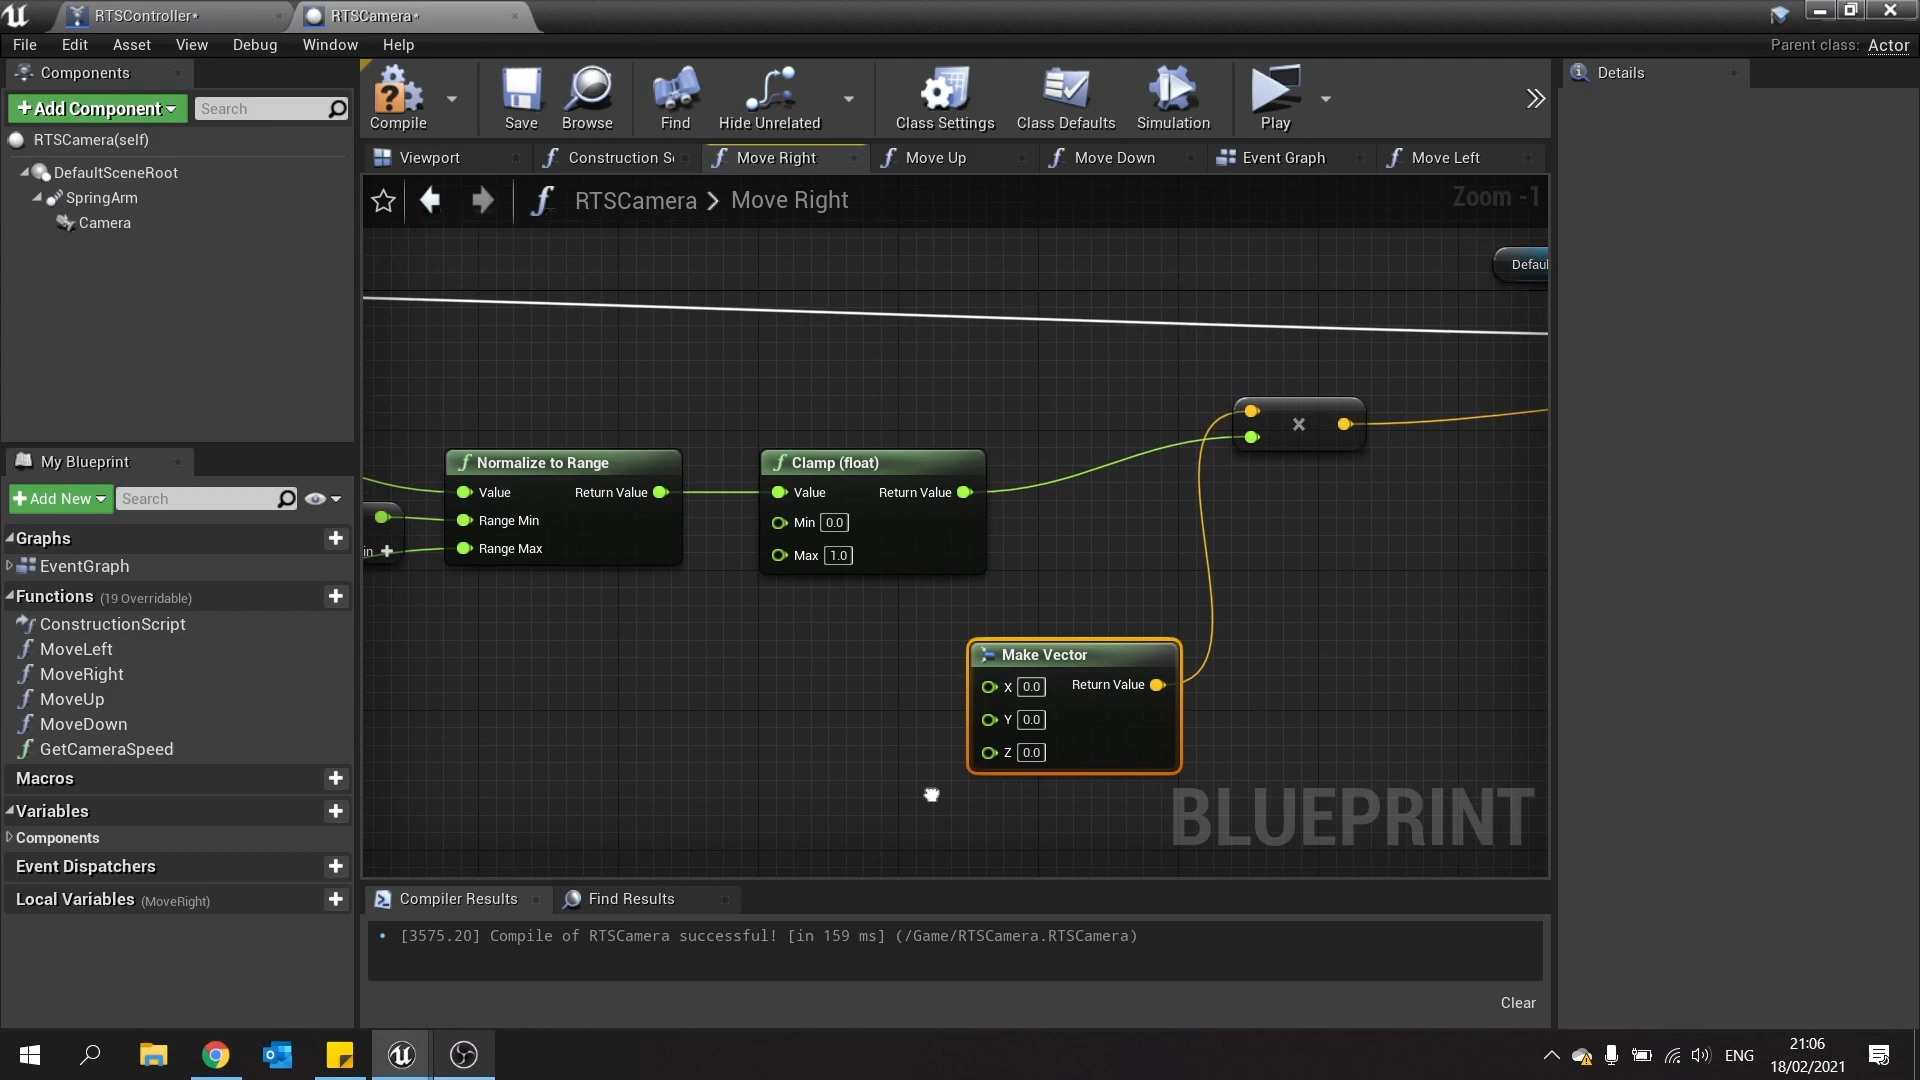 RTSController*
RTSCamera*
File Edit Asset View Debug Window Help
Parent class: Actor
Components
Add Component
Search
RTSCamera(self)
DefaultSceneRoot
SpringArm
Camera
Compile
Save
Browse
Find
Hide Unrelated
Class Settings
Class Defaults
Simulation
Play
Details
Viewport
Construction S
Move Right
Move Up
Move Down
Event Graph
Move Left
RTSCamera > Move Right
Zoom -1
Defaul
Normalize to Range
Value Return Value
Range Min
Range Max
in +
Clamp (float)
Value Return Value
Min 0.0
Max 1.0
Make Vector
X 0.0 Return Value
Y 0.0
Z 0.0
BLUEPRINT
My Blueprint
Add New
Search
Graphs
EventGraph
Functions (19 Overridable)
ConstructionScript
MoveLeft
MoveRight
MoveUp
MoveDown
GetCameraSpeed
Macros
Variables
Components
Event Dispatchers
Local Variables (MoveRight)
Compiler Results
Find Results
[3575.20] Compile of RTSCamera successful! [in 159 ms] (/Game/RTSCamera.RTSCamera)
Clear
ENG
21:06
18/02/2021